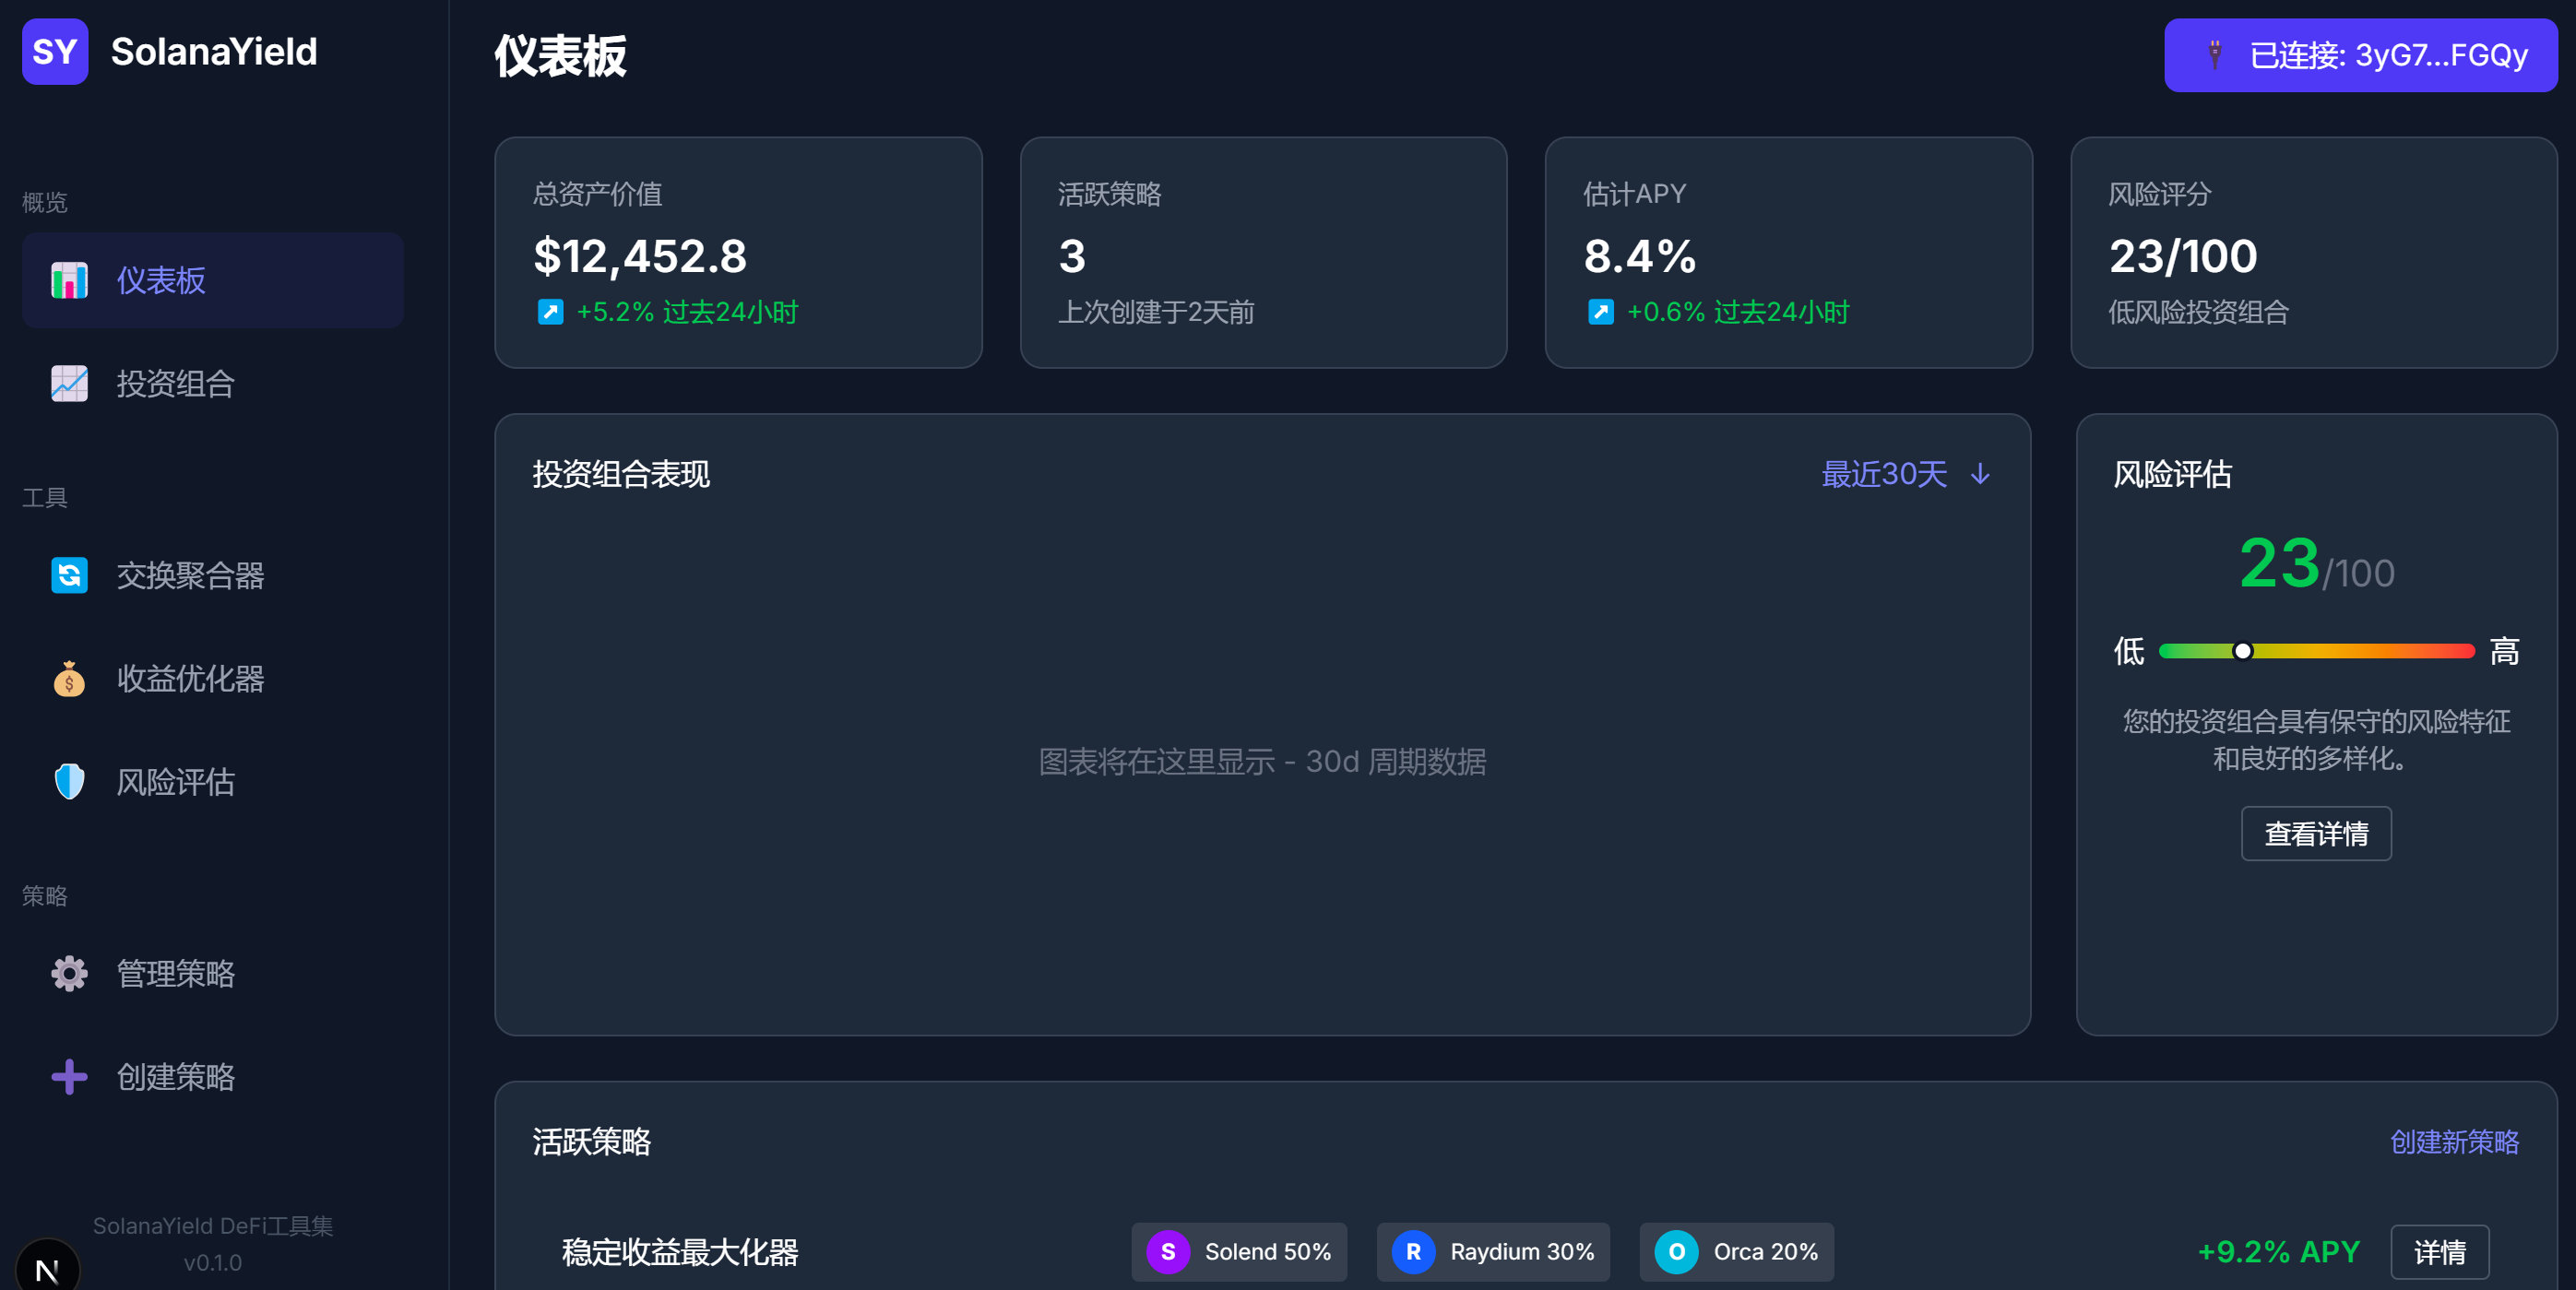 SY SolanaYield
概览
仪表板
投资组合
工具
交换聚合器
收益优化器
风险评估
策略
管理策略
创建策略
SolanaYield DeFi工具集
v0.1.0
N
仪表板
已连接: 3yG7...FGQy
总资产价值
$12,452.8
+5.2% 过去24小时
活跃策略
3
上次创建于2天前
估计APY
8.4%
+0.6% 过去24小时
风险评分
23/100
低风险投资组合
投资组合表现
最近30天 ↓
图表将在这里显示 - 30d 周期数据
风险评估
23/100
低 高
您的投资组合具有保守的风险特征
和良好的多样化。
查看详情
活跃策略
创建新策略
稳定收益最大化器
S Solend 50%
R Raydium 30%
O Orca 20%
+9.2% APY
详情